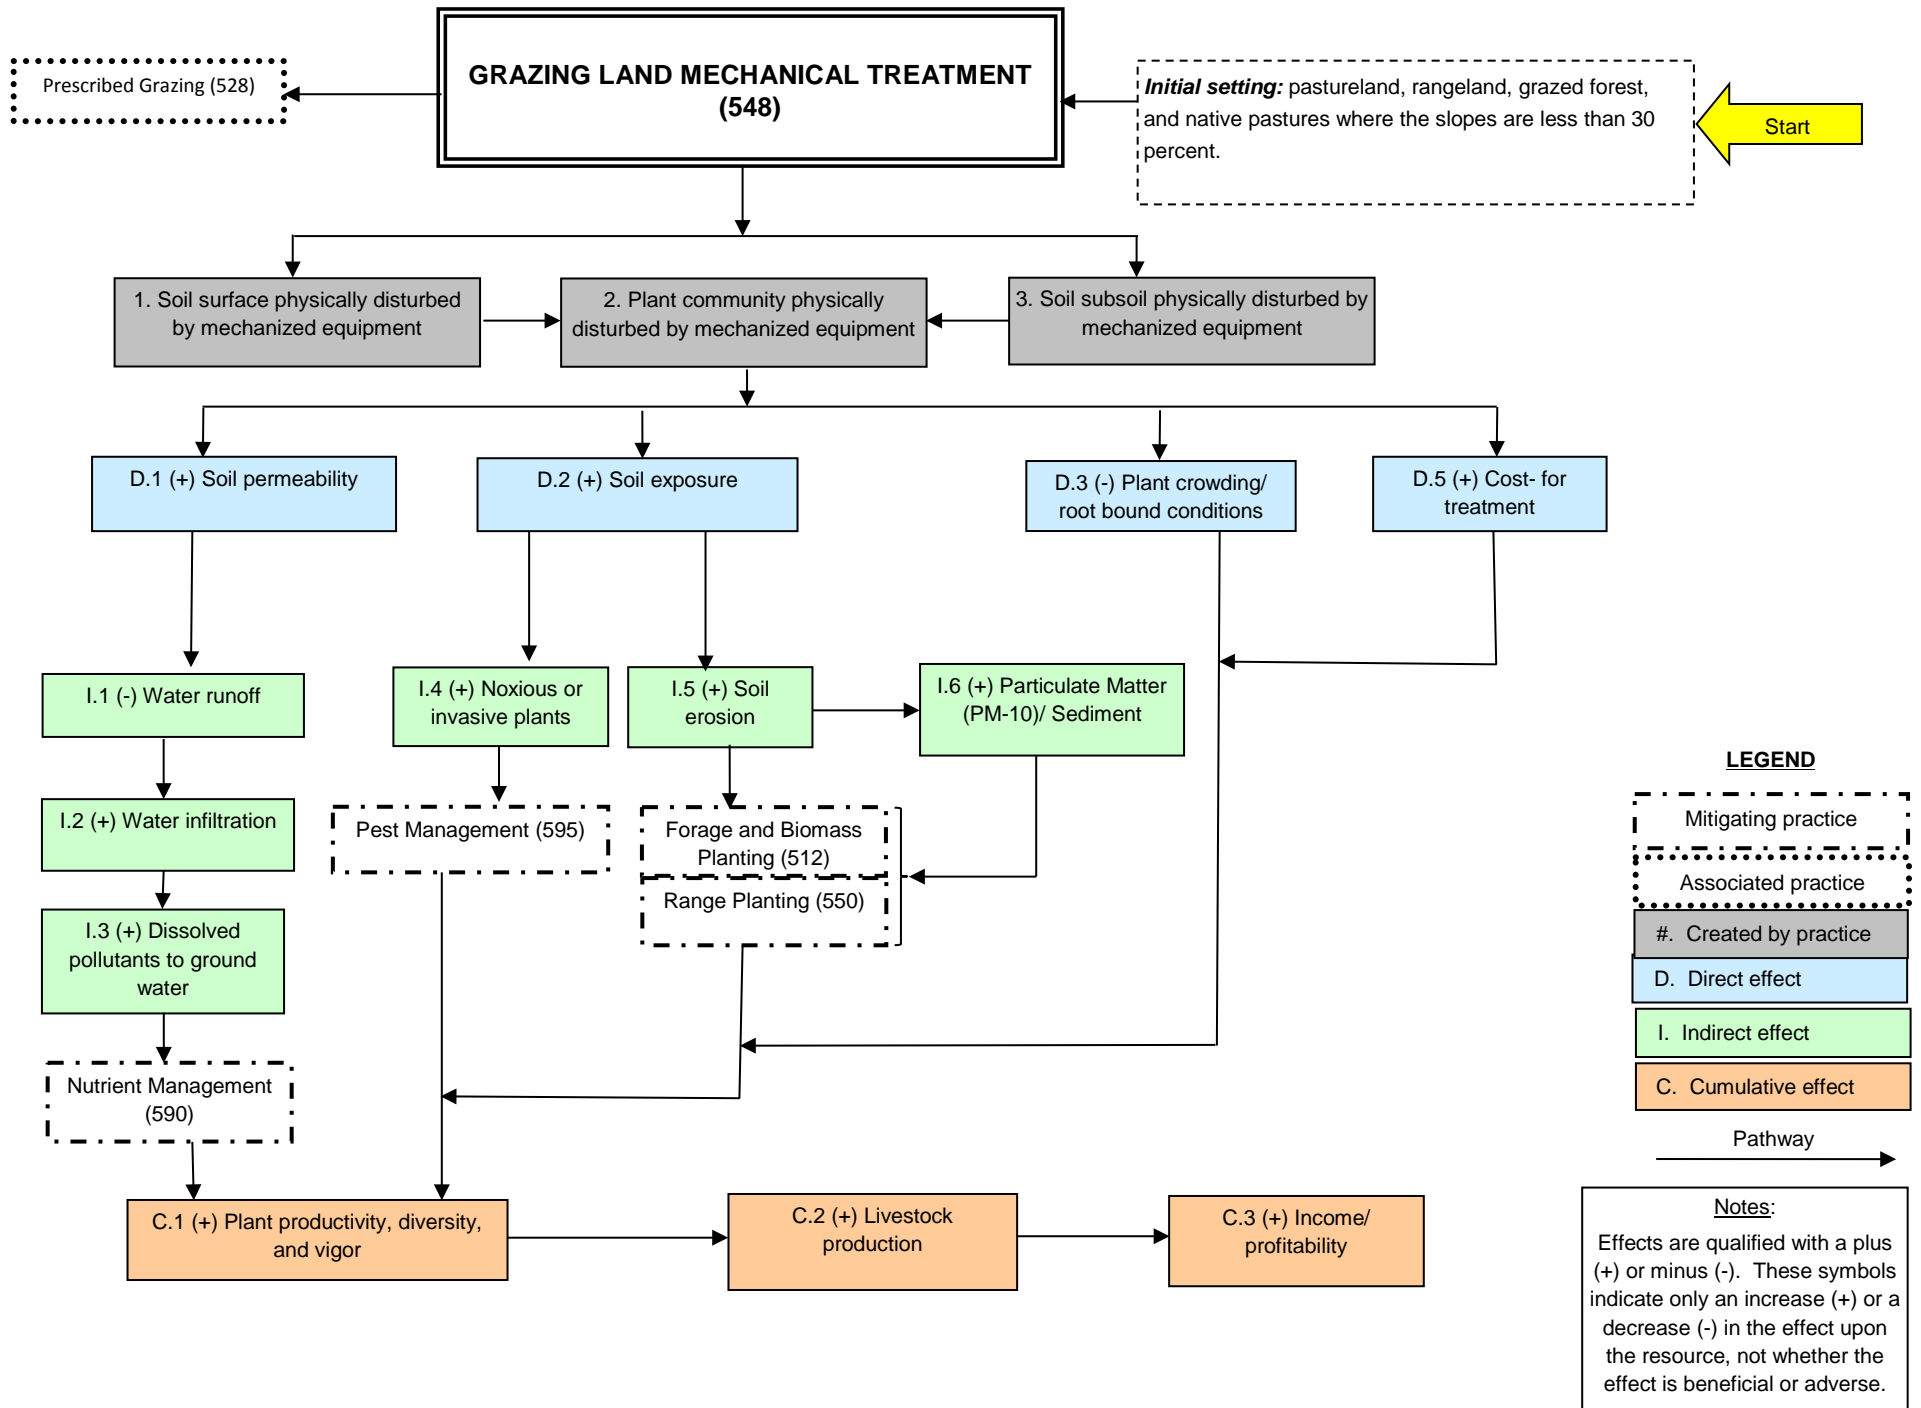 GRAZING LAND MECHANICAL TREATMENT
(548)
Prescribed Grazing (528)
Initial setting: pastureland, rangeland, grazed forest,
and native pastures where the slopes are less than 30
percent.
Start
1. Soil surface physically disturbed
by mechanized equipment
2. Plant community physically
disturbed by mechanized equipment
3. Soil subsoil physically disturbed by
mechanized equipment
D.1 (+) Soil permeability
D.2 (+) Soil exposure
D.3 (-) Plant crowding/
root bound conditions
D.5 (+) Cost- for
treatment
I.1 (-) Water runoff
I.4 (+) Noxious or
invasive plants
I.5 (+) Soil
erosion
I.6 (+) Particulate Matter
(PM-10)/ Sediment
I.2 (+) Water infiltration
Pest Management (595)
Forage and Biomass
Planting (512)
Range Planting (550)
I.3 (+) Dissolved
pollutants to ground
water
Nutrient Management
(590)
C.1 (+) Plant productivity, diversity,
and vigor
C.2 (+) Livestock
production
C.3 (+) Income/
profitability
LEGEND
Mitigating practice
Associated practice
#. Created by practice
D. Direct effect
I. Indirect effect
C. Cumulative effect
Pathway
Notes:
Effects are qualified with a plus
(+) or minus (-). These symbols
indicate only an increase (+) or a
decrease (-) in the effect upon
the resource, not whether the
effect is beneficial or adverse.